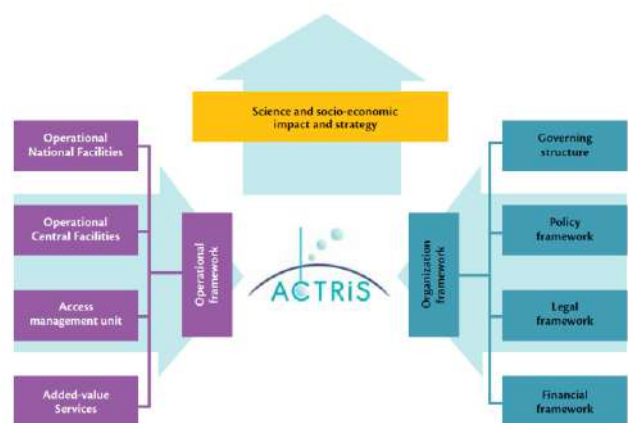 Science and socio-economic
impact and strategy
Operational
National Facilities
Operational
Central Facilities
Access
management unit
Added-value
Services
Operational
framework
ACTRiS
Organization
framework
Governing
structure
Policy
framework
Legal
framework
Financial
framework